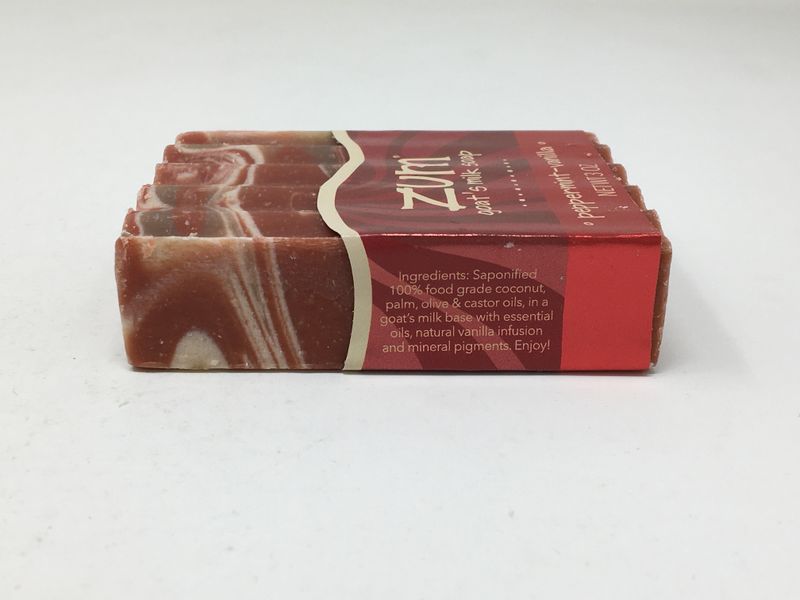 zum
goat's milk soap
peppermint-vanilla
NET WT 3 OZ
Ingredients: Saponified
100% food grade coconut,
palm, olive & castor oils, in a
goat's milk base with essential
oils, natural vanilla infusion
and mineral pigments. Enjoy!